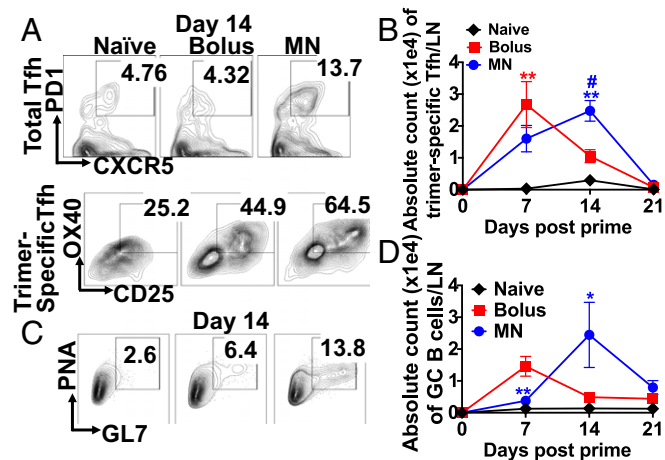 A
Day 14
Naïve Bolus MN
4.76
4.32
13.7
Total Tfh
PD1
CXCR5
25.2
44.9
64.5
Trimer-
SpecificTfh
OX40
CD25
C
Day 14
2.6
6.4
13.8
PNA
GL7
B
Naive
Bolus
MN
Absolute count (x1e4) of
trimer-specific Tfh/LN
4
3
2
1
0
**
#
**
0 7 14 21
Days post prime
D
Naive
Bolus
MN
Absolute count (x1e4)
of GC B cells/LN
4
3
2
1
0
**
*
0 7 14 21
Days post prime